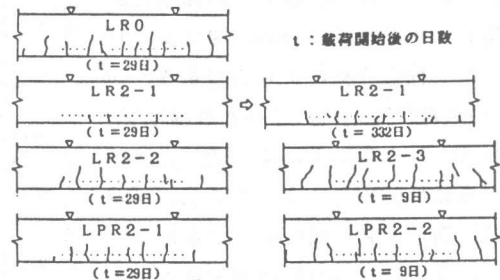 LR0
(t=29日)
t：載荷開始後の日数
LR2-1
(t=29日)
⇨
LR2-1
(t=332日)
LR2-2
(t=29日)
LR2-3
(t=9日)
LPR2-1
(t=29日)
LPR2-2
(t=9日)